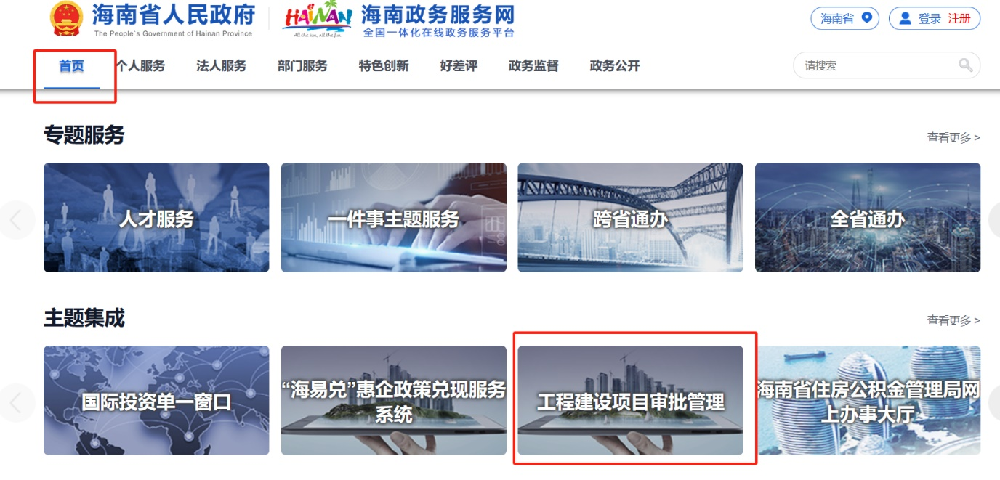 海南省人民政府
The People's Government of Hainan Province
HAiNAN
All the sun, all the fun
海南政务服务网
全国一体化在线政务服务平台
海南省
登录 注册
首页 个人服务 法人服务 部门服务 特色创新 好差评 政务监督 政务公开
请搜索
专题服务
查看更多 >
人才服务
一件事主题服务
跨省通办
全省通办
主题集成
查看更多 >
国际投资单一窗口
“海易兑”惠企政策兑现服务
系统
工程建设项目审批管理
海南省住房公积金管理局网
上办事大厅